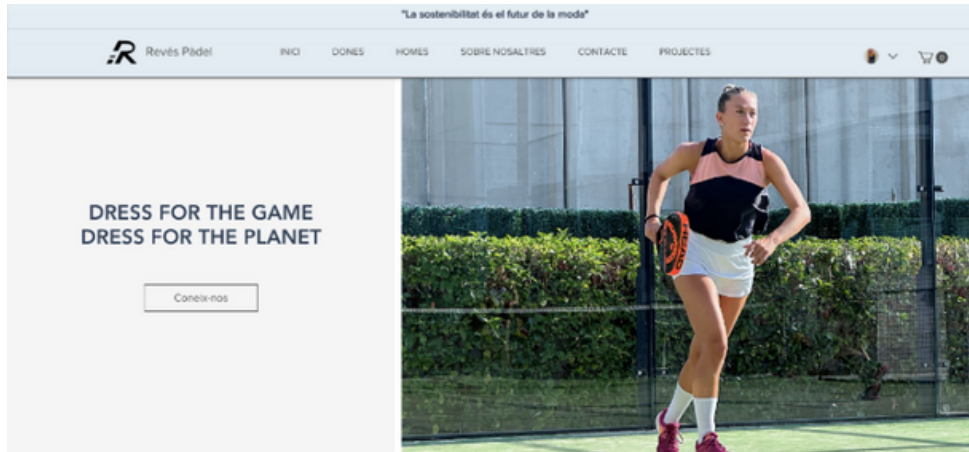 "La sostenibilitat és el futur de la moda"
Revés Pàdel
INICI
DONES
HOMES
SOBRE NOSALTRES
CONTACTE
PROJECTES
0
DRESS FOR THE GAME
DRESS FOR THE PLANET
Coneix-nos